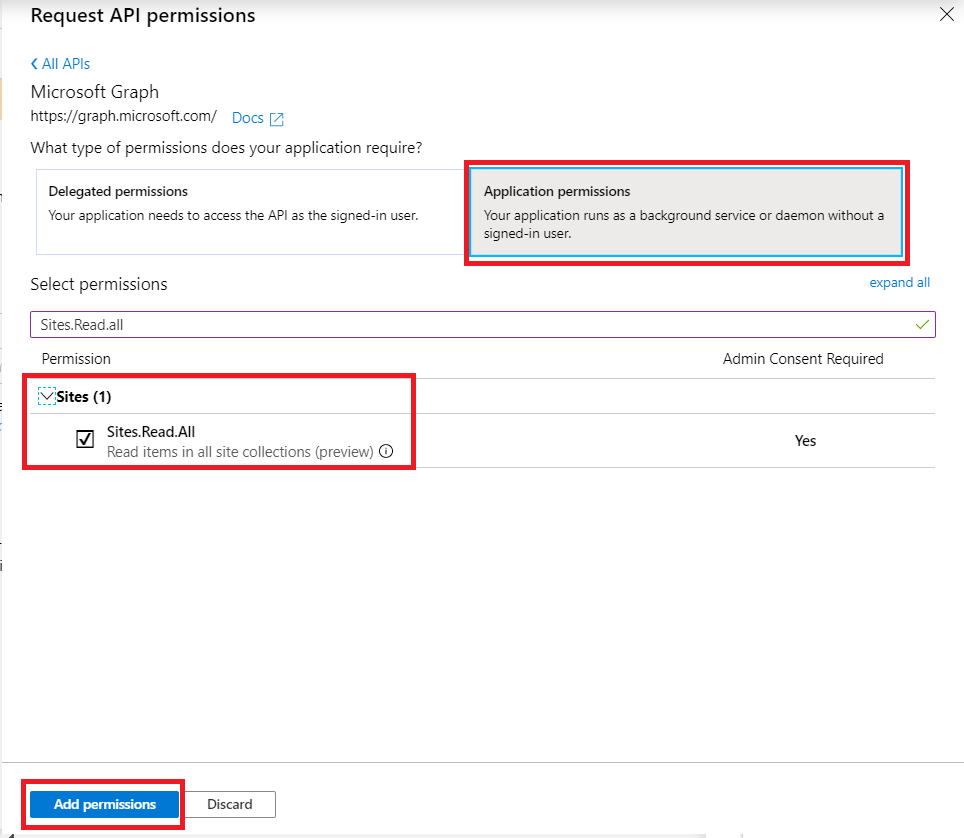 Request API permissions
All APIs
Microsoft Graph
https://graph.microsoft.com/ Docs
What type of permissions does your application require?
Delegated permissions
Your application needs to access the API as the signed-in user.
Application permissions
Your application runs as a background service or daemon without a
signed-in user.
Select permissions
expand all
Sites.Read.all
Permission Admin Consent Required
Sites (1)
Sites.Read.All
Read items in all site collections (preview)
Yes
Add permissions Discard